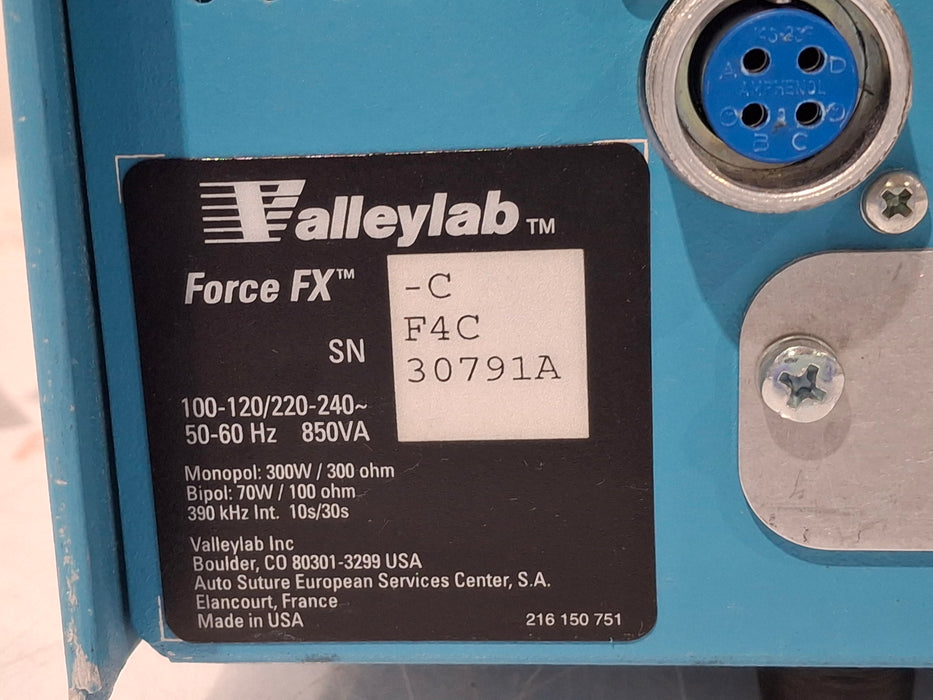 A D
AMPHENOL
B C
Valleylab™
Force FX™ -C
F4C
SN 30791A
100-120/220-240~
50-60 Hz 850VA
Monopol: 300W / 300 ohm
Bipol: 70W / 100 ohm
390 kHz Int. 10s/30s
Valleylab Inc
Boulder, CO 80301-3299 USA
Auto Suture European Services Center, S.A.
Elancourt, France
Made in USA 216 150 751